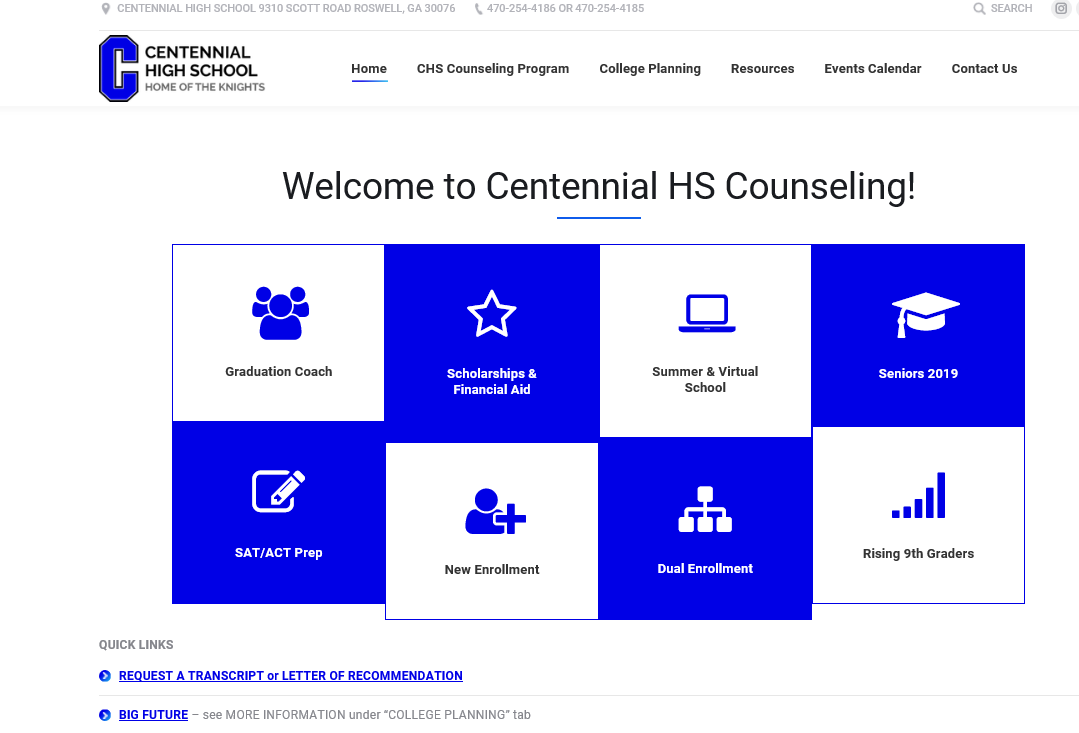 CENTENNIAL HIGH SCHOOL 9310 SCOTT ROAD ROSWELL, GA 30076 470-254-4186 OR 470-254-4185 SEARCH
C CENTENNIAL
HIGH SCHOOL
HOME OF THE KNIGHTS
Home CHS Counseling Program College Planning Resources Events Calendar Contact Us
Welcome to Centennial HS Counseling!
Graduation Coach
Scholarships &
Financial Aid
Summer & Virtual
School
Seniors 2019
SAT/ACT Prep
New Enrollment
Dual Enrollment
Rising 9th Graders
QUICK LINKS
REQUEST A TRANSCRIPT or LETTER OF RECOMMENDATION
BIG FUTURE – see MORE INFORMATION under “COLLEGE PLANNING” tab